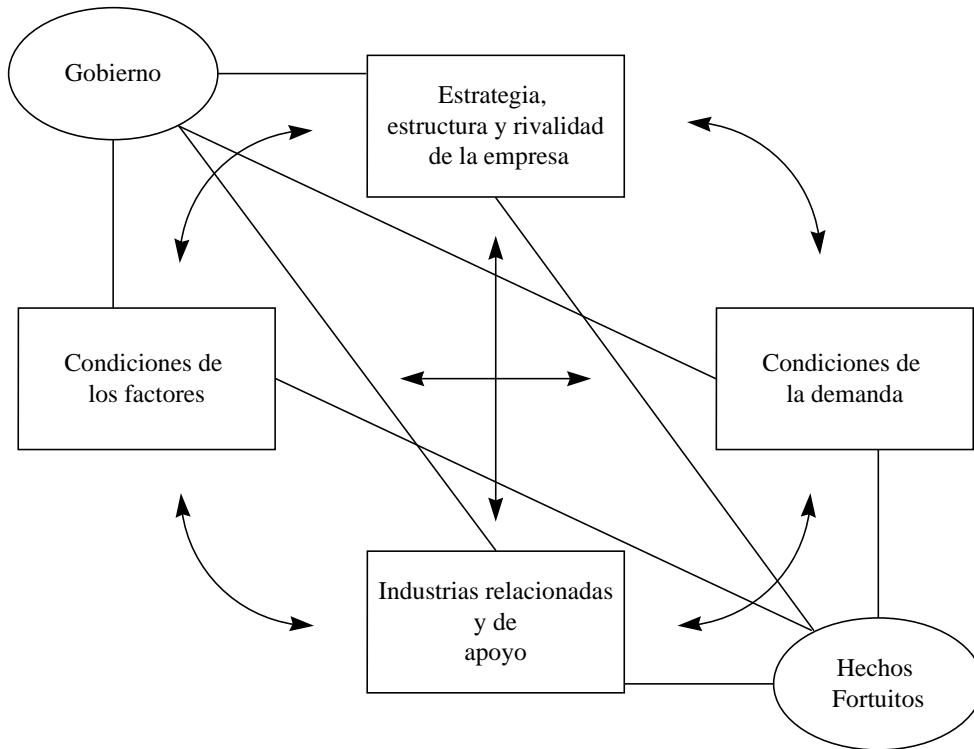 Gobierno
Estrategia,
estructura y rivalidad
de la empresa
Condiciones de
los factores
Condiciones de
la demanda
Industrias relacionadas
y de
apoyo
Hechos
Fortuitos